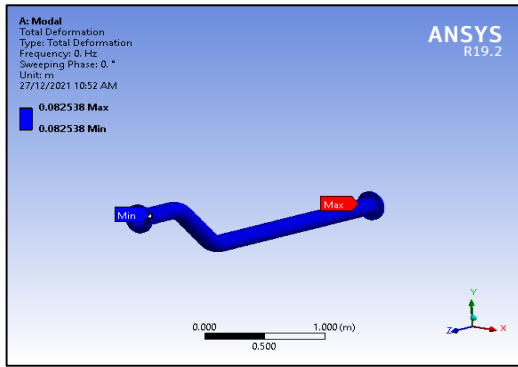 A: Modal
Total Deformation
Type: Total Deformation
Frequency: 0. Hz
Sweeping Phase: 0. °
Unit: m
27/12/2021 10:52 AM
0.082538 Max
0.082538 Min
ANSYS
R19.2
Min
Max
0.000
1.000 (m)
0.500
Y
Z
X